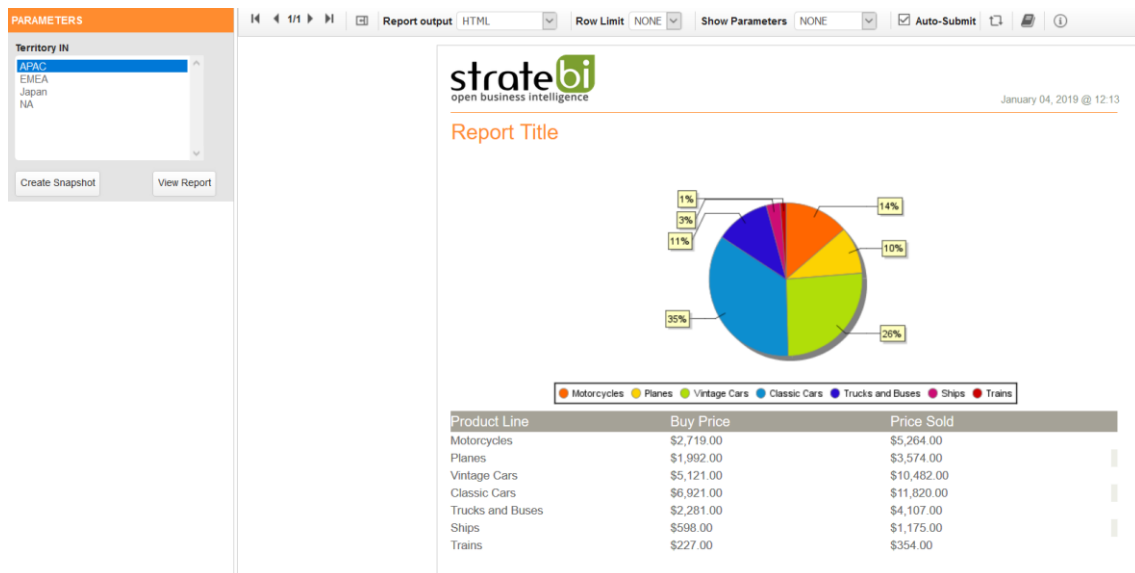 PARAMETERS
Territory IN
APAC
EMEA
Japan
NA
Create Snapshot View Report
1/1 Report output HTML Row Limit NONE Show Parameters NONE Auto-Submit
stratebi
open business intelligence
January 04, 2019 @ 12:13
Report Title
1%
14%
3%
11%
10%
35%
26%
Motorcycles Planes Vintage Cars Classic Cars Trucks and Buses Ships Trains
Product Line Buy Price Price Sold
Motorcycles $2,719.00 $5,264.00
Planes $1,992.00 $3,574.00
Vintage Cars $5,121.00 $10,482.00
Classic Cars $6,921.00 $11,820.00
Trucks and Buses $2,281.00 $4,107.00
Ships $598.00 $1,175.00
Trains $227.00 $354.00